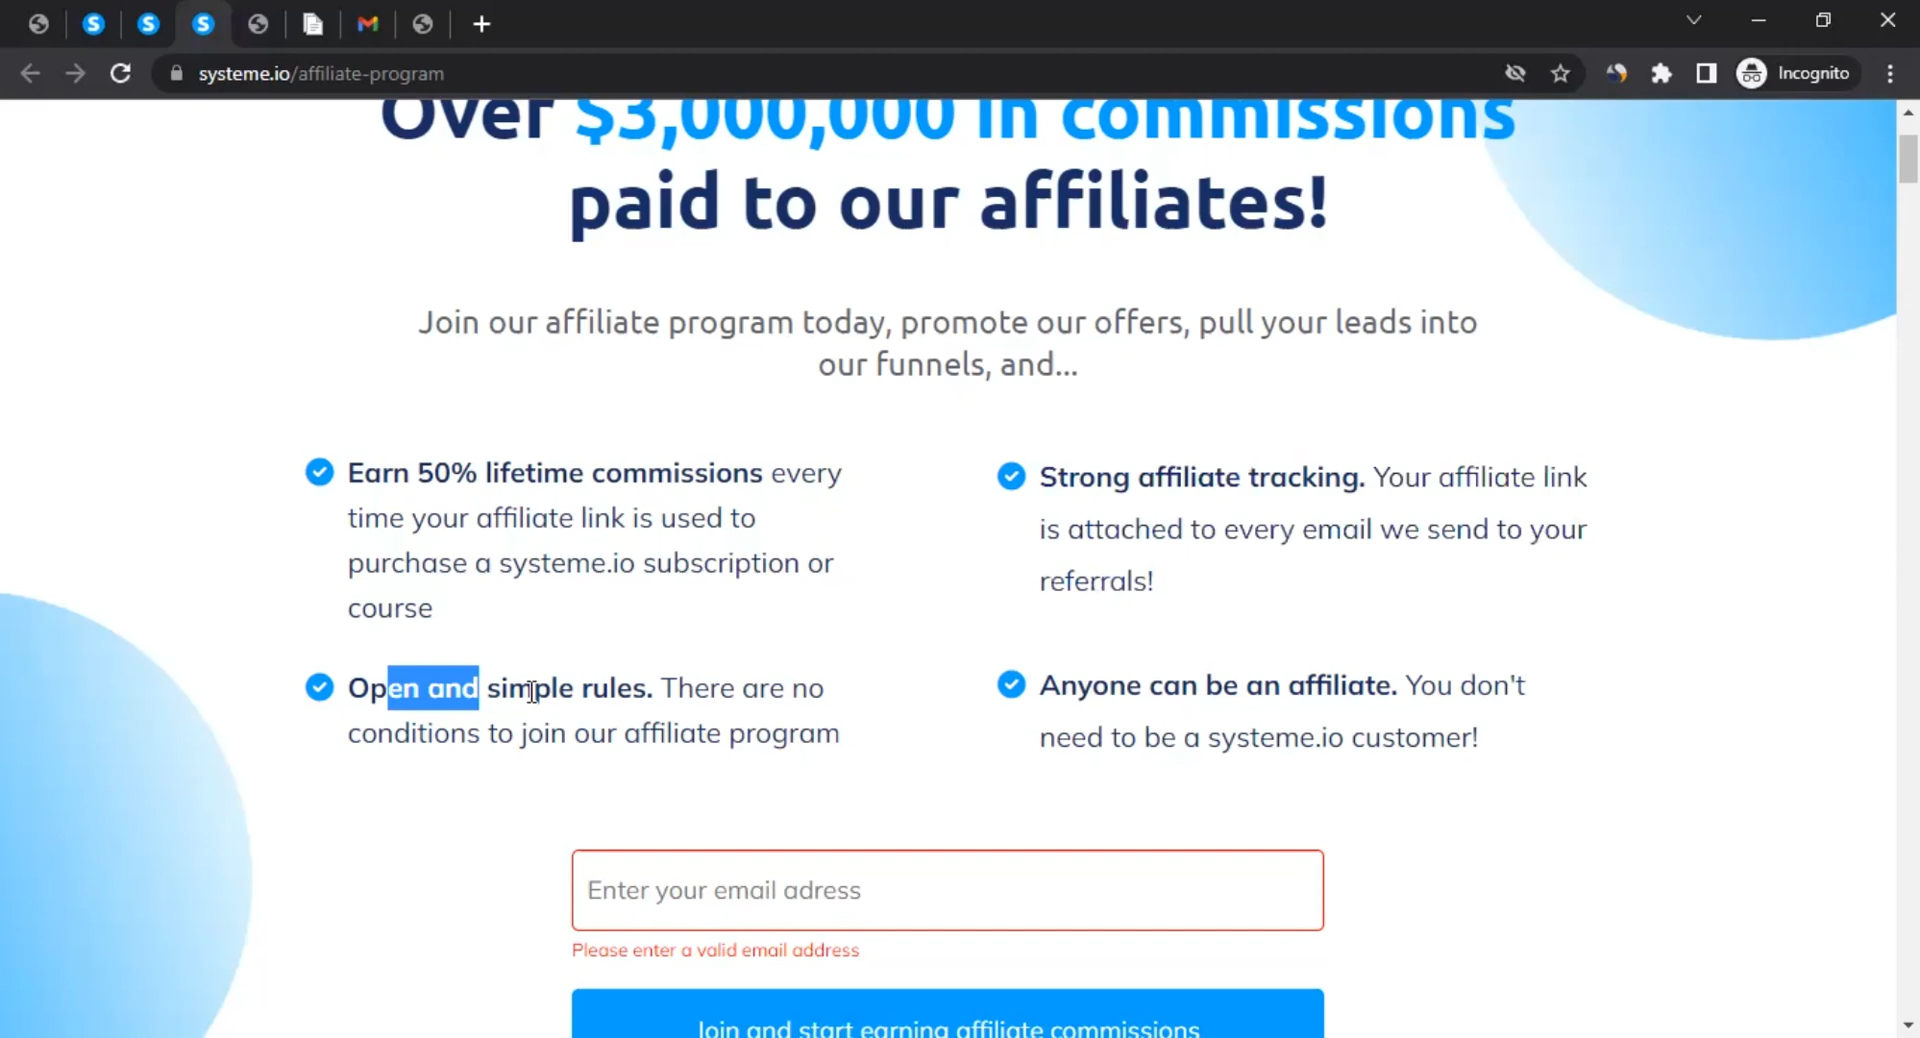 systeme.io/affiliate-program
Incognito
Over $3,000,000 in commissions
paid to our affiliates!
Join our affiliate program today, promote our offers, pull your leads into
our funnels, and...
Earn 50% lifetime commissions every
time your affiliate link is used to
purchase a systeme.io subscription or
course
Strong affiliate tracking. Your affiliate link
is attached to every email we send to your
referrals!
Open and simple rules. There are no
conditions to join our affiliate program
Anyone can be an affiliate. You don't
need to be a systeme.io customer!
Enter your email adress
Please enter a valid email address
Join and start earning affiliate commissions